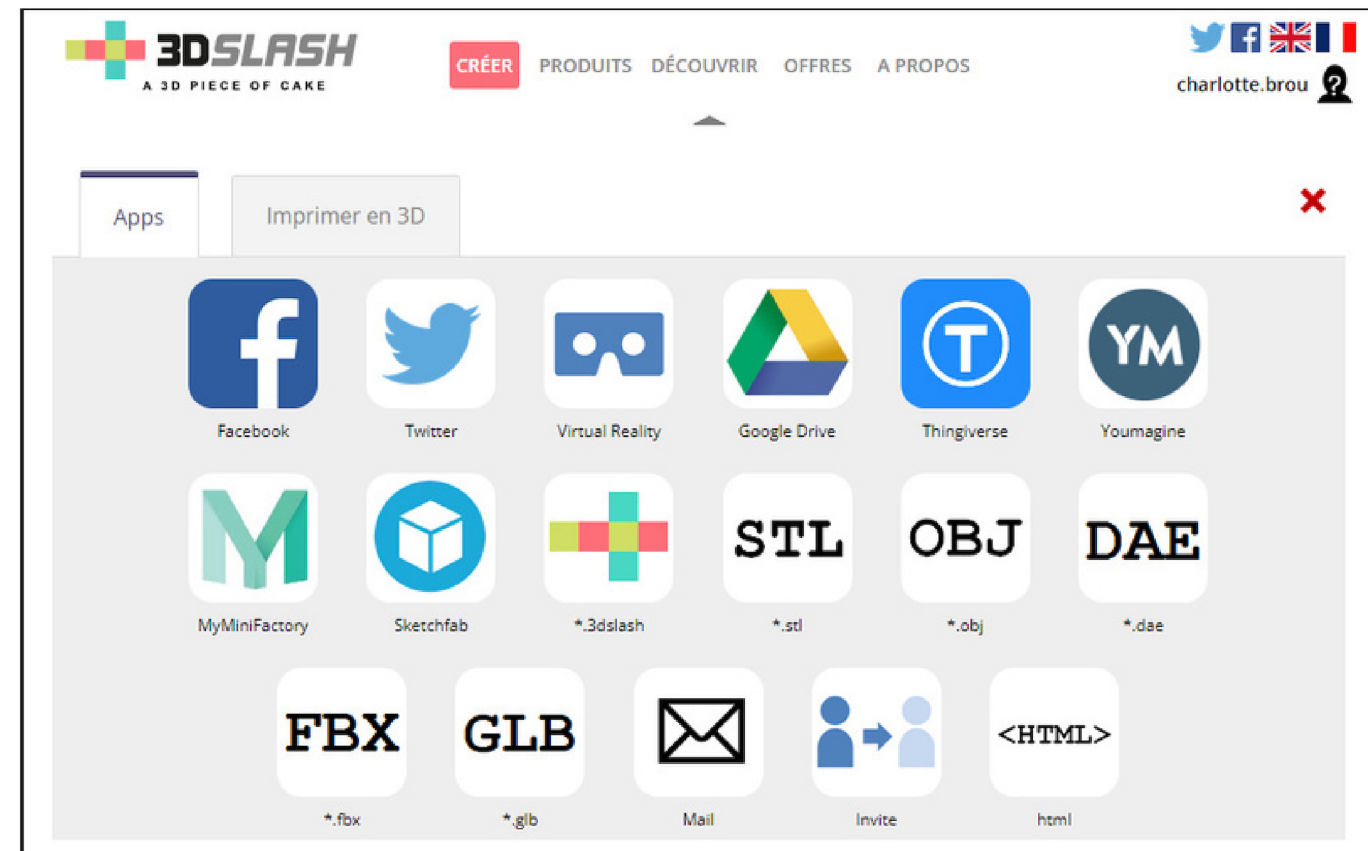 3DSLASH
A 3D PIECE OF CAKE
CRÉER PRODUITS DÉCOUVRIR OFFRES A PROPOS
charlotte.brou
Apps Imprimer en 3D
Facebook Twitter Virtual Reality Google Drive Thingiverse Youmagine
YM
STL OBJ DAE
MyMiniFactory Sketchfab *.3dslash *.stl *.obj *.dae
FBX GLB <HTML>
*.fbx *.glb Mail Invite html